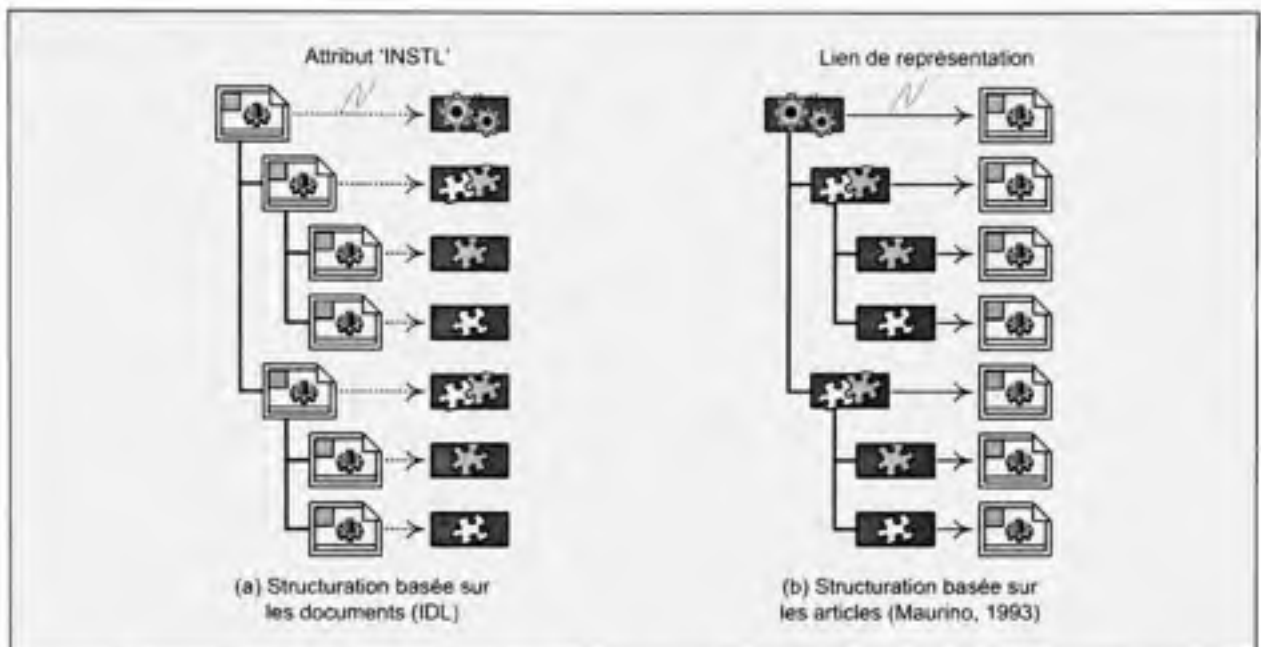 Attribut 'INSTL'
Lien de représentation
(a) Structuration basée sur
les documents (IDL)
(b) Structuration basée sur
les articles (Maurino, 1993)